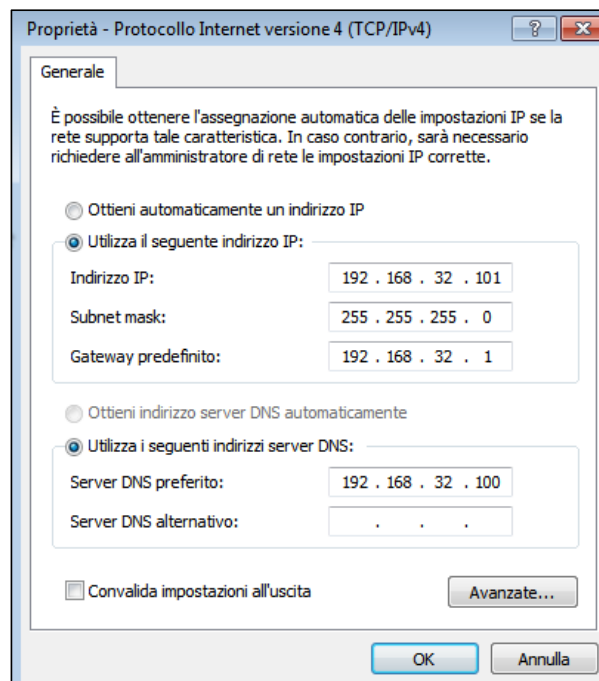 Proprietà - Protocollo Internet versione 4 (TCP/IPv4)
Generale
È possibile ottenere l'assegnazione automatica delle impostazioni IP se la
rete supporta tale caratteristica. In caso contrario, sarà necessario
richiedere all'amministratore di rete le impostazioni IP corrette.
Ottieni automaticamente un indirizzo IP
Utilizza il seguente indirizzo IP:
Indirizzo IP: 192 . 168 . 32 . 101
Subnet mask: 255 . 255 . 255 . 0
Gateway predefinito: 192 . 168 . 32 . 1
Ottieni indirizzo server DNS automaticamente
Utilizza i seguenti indirizzi server DNS:
Server DNS preferito: 192 . 168 . 32 . 100
Server DNS alternativo: . . .
Convalida impostazioni all'uscita Avanzate...
OK Annulla